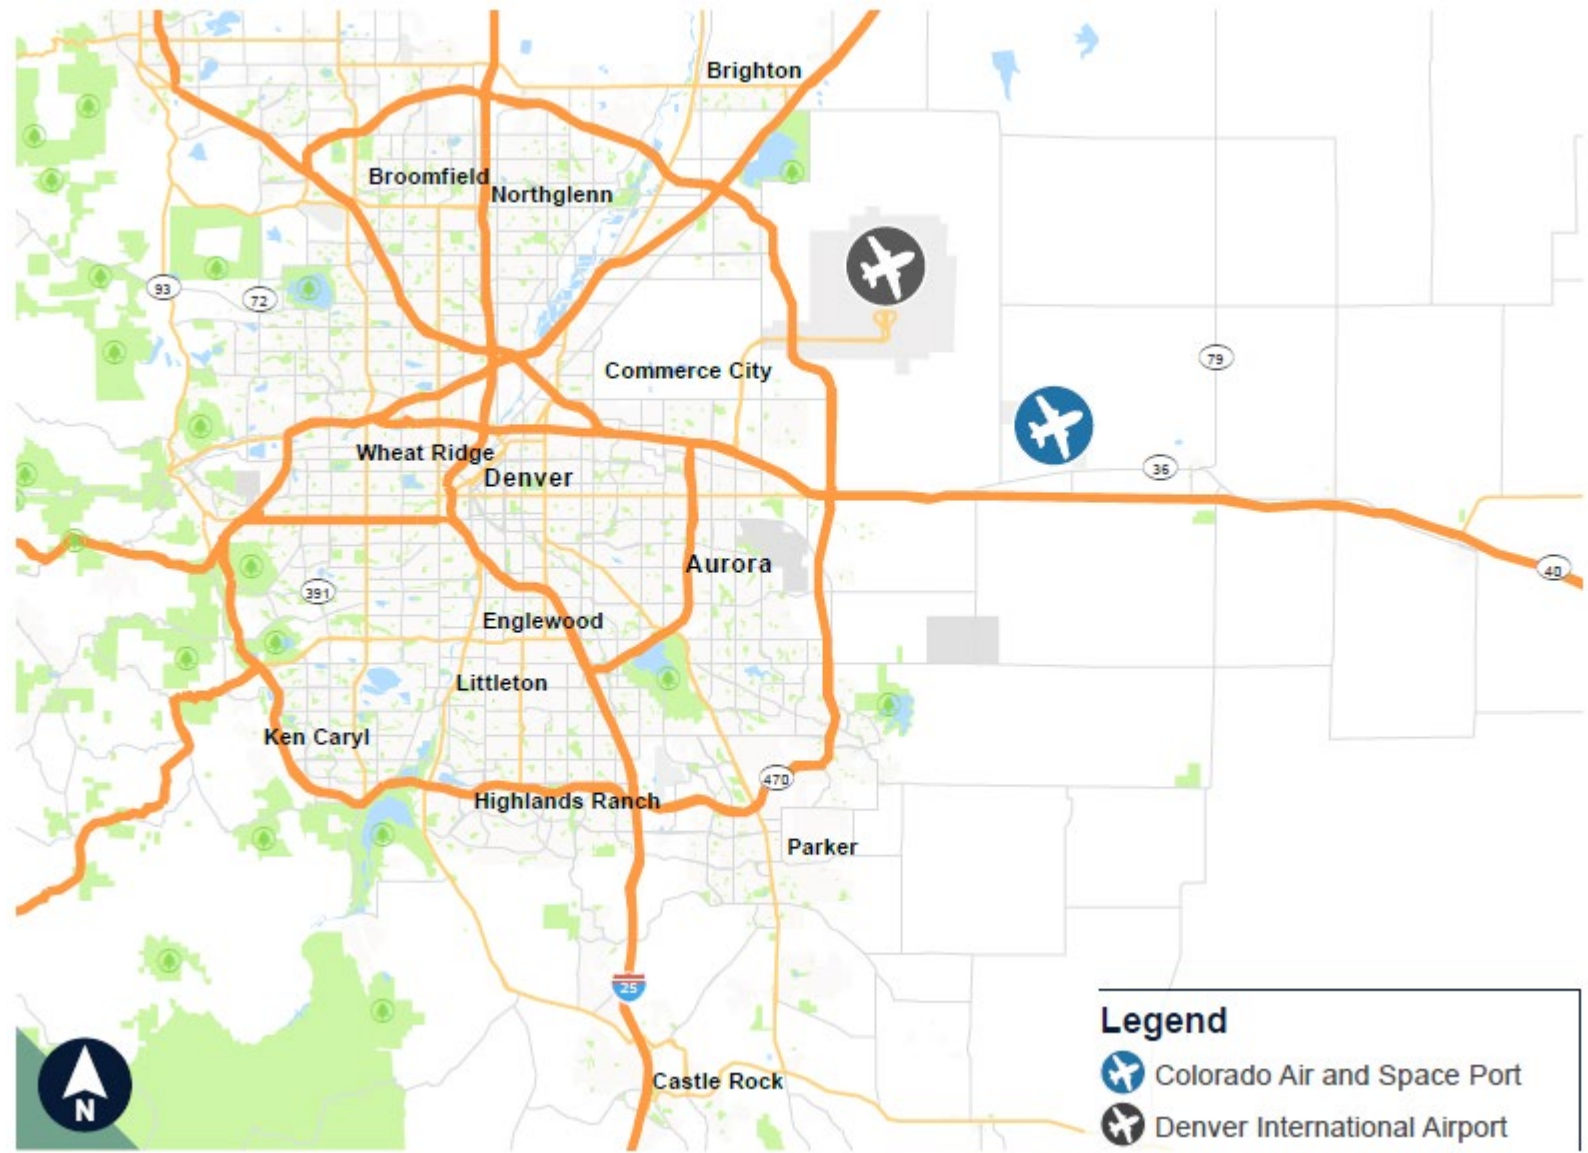 Brighton
Broomfield
Northglenn
93
72
79
Commerce City
Wheat Ridge
Denver
36
Aurora
40
391
Englewood
Littleton
Ken Caryl
470
Highlands Ranch
Parker
25
Castle Rock
N
Legend
Colorado Air and Space Port
Denver International Airport